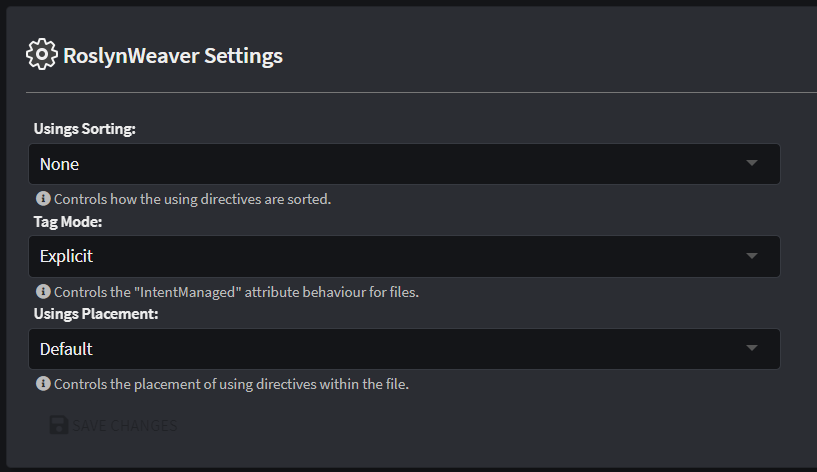 RoslynWeaver Settings
Usings Sorting:
None
Controls how the using directives are sorted.
Tag Mode:
Explicit
Controls the "IntentManaged" attribute behaviour for files.
Usings Placement:
Default
Controls the placement of using directives within the file.
SAVE CHANGES